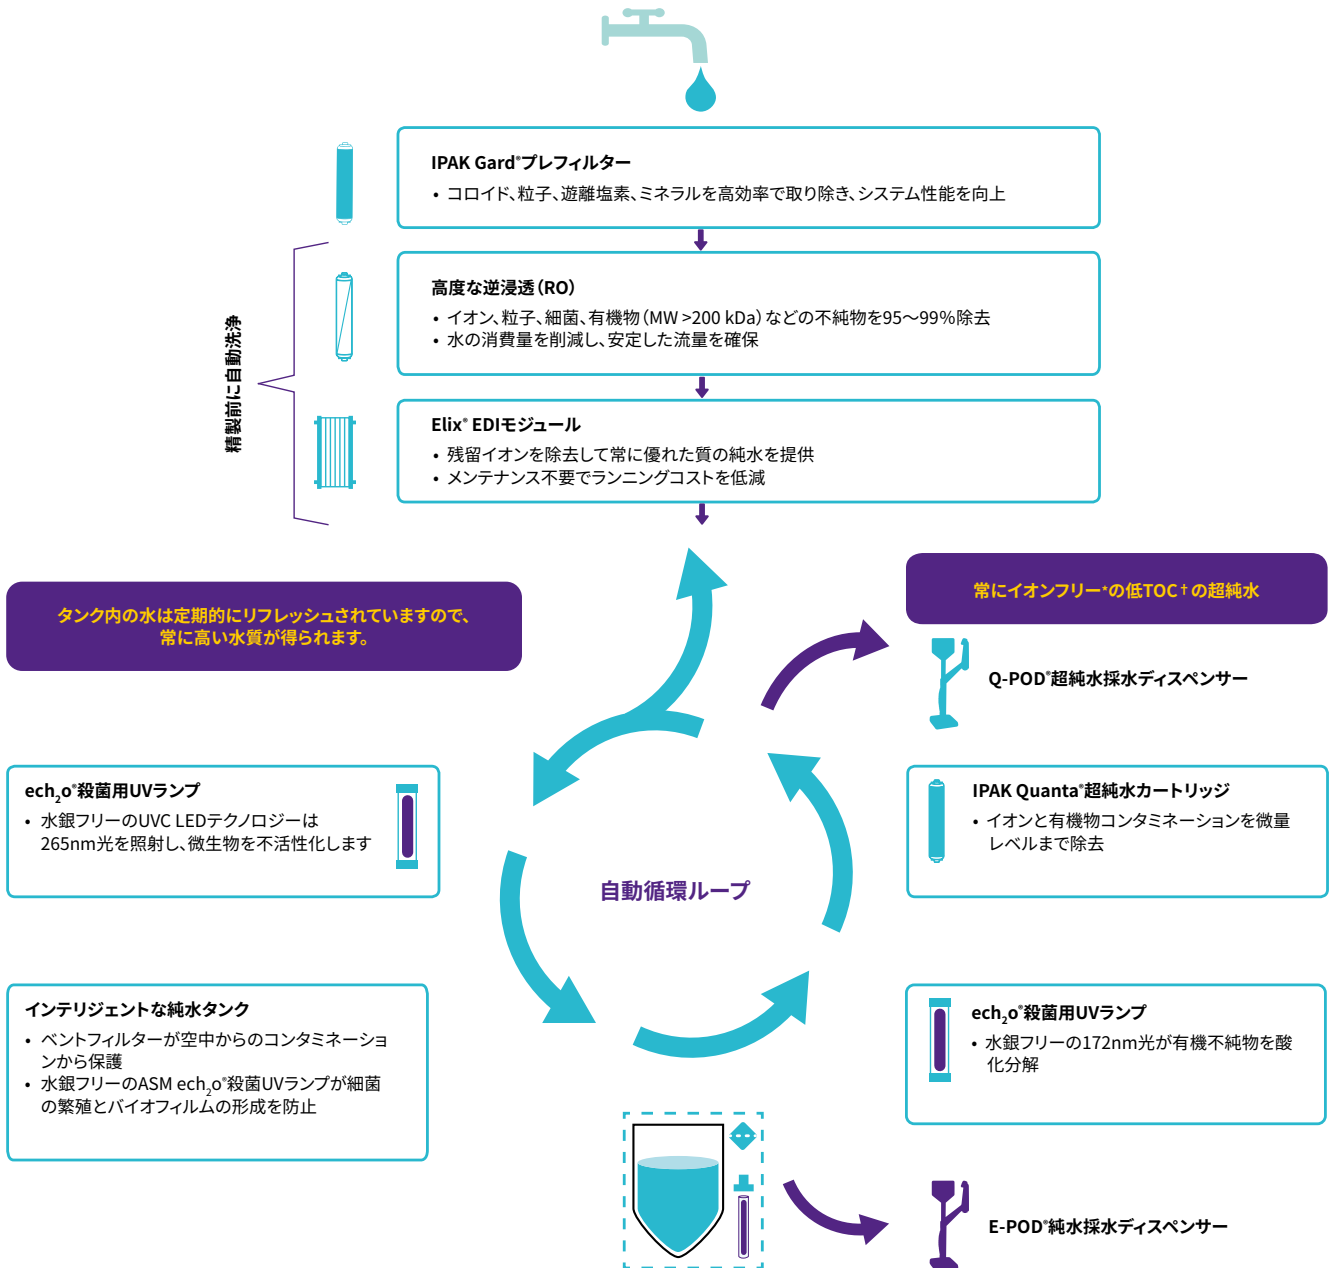 IPAK Gard®プレフィルター
• コロイド、粒子、遊離塩素、ミネラルを高効率で取り除き、システム性能を向上
高度な逆浸透（RO）
• イオン、粒子、細菌、有機物（MW >200 kDa）などの不純物を95～99％除去
• 水の消費量を削減し、安定した流量を確保
Elix® EDIモジュール
• 残留イオンを除去して常に優れた質の純水を提供
• メンテナンス不要でランニングコストを低減
精製前に自動洗浄
タンク内の水は定期的にリフレッシュされていますので、
常に高い水質が得られます。
常にイオンフリー*の低TOC†の超純水
Q-POD®超純水採水ディスペンサー
ech₂o®殺菌用UVランプ
• 水銀フリーのUVC LEDテクノロジーは
265nm光を照射し、微生物を不活性化します
IPAK Quanta®超純水カートリッジ
• イオンと有機物コンタミネーションを微量
レベルまで除去
自動循環ループ
インテリジェントな純水タンク
• ベントフィルターが空中からのコンタミネーショ
ンから保護
• 水銀フリーのASM ech₂o®殺菌UVランプが細菌
の繁殖とバイオフィルムの形成を防止
ech₂o®殺菌用UVランプ
• 水銀フリーの172nm光が有機不純物を酸
化分解
E-POD®純水採水ディスペンサー